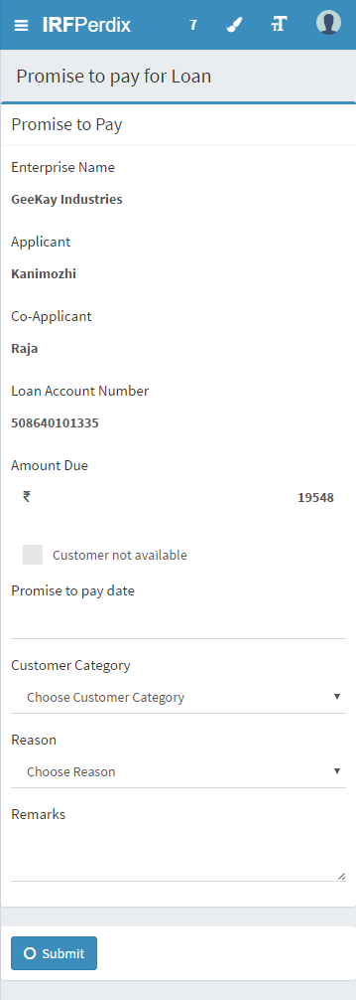 IRFPerdix 7
Promise to pay for Loan
Promise to Pay
Enterprise Name
GeeKay Industries
Applicant
Kanimozhi
Co-Applicant
Raja
Loan Account Number
508640101335
Amount Due
₹ 19548
Customer not available
Promise to pay date
Customer Category
Choose Customer Category
Reason
Choose Reason
Remarks
Submit